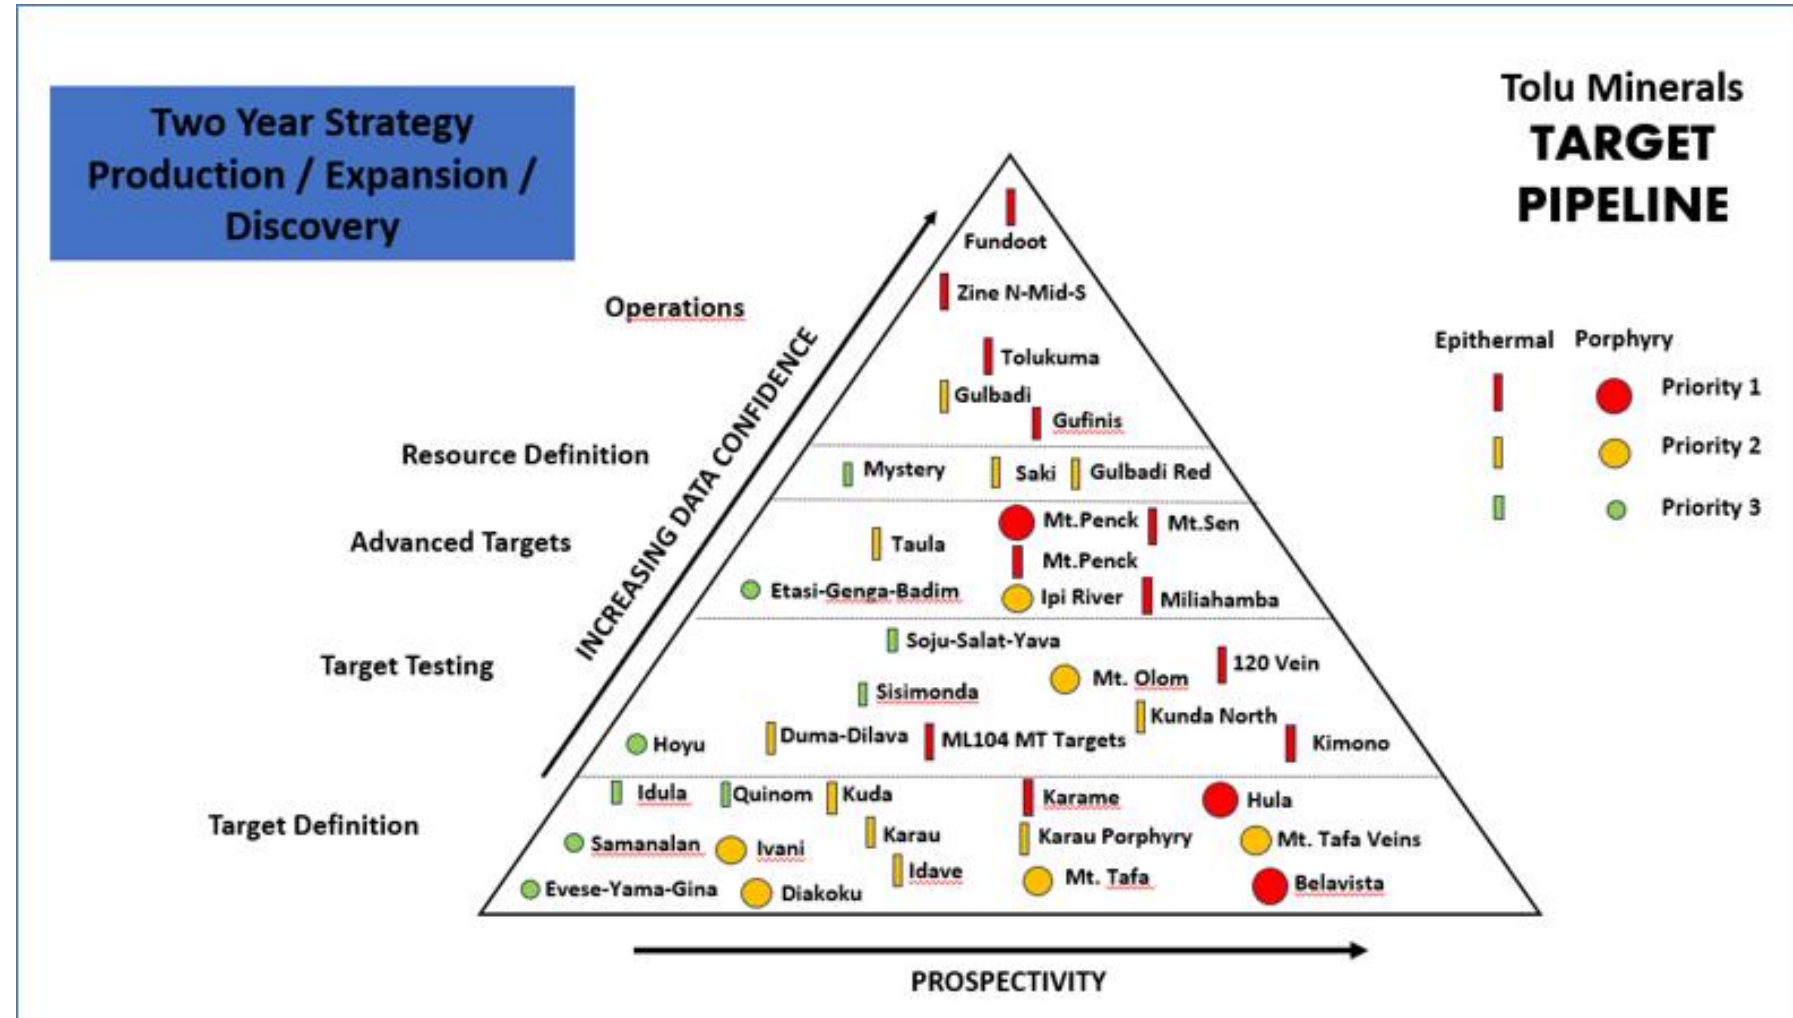 Two Year Strategy
Production / Expansion /
Discovery
Tolu Minerals
TARGET
PIPELINE
Fundoot
Operations
Zine N-Mid-S
Tolukuma
Gulbadi
Gufinis
INCREASING DATA CONFIDENCE
Epithermal Porphyry
Priority 1
Priority 2
Priority 3
Resource Definition
Mystery Saki Gulbadi Red
Advanced Targets
Mt.Penck Mt.Sen
Taula
Mt.Penck
Etasi-Genga-Badim Ipi River Miliahamba
Target Testing
Soju-Salat-Yava
120 Vein
Mt. Olom
Sisimonda
Kunda North
Hoyu Duma-Dilava ML104 MT Targets Kimono
Target Definition
Idula Quinom Kuda Karame Hula
Samanalan Ivani Karau Karau Porphyry Mt. Tafa Veins
Idave
Evese-Yama-Gina Diakoku Mt. Tafa Belavista
PROSPECTIVITY